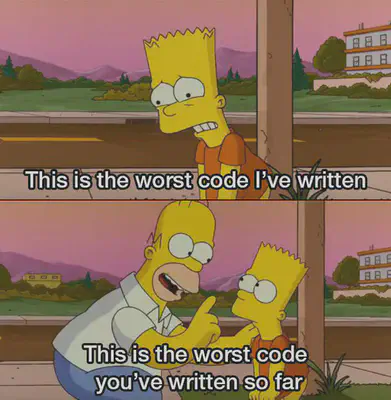 This is the worst code I've written
This is the worst code
you've written so far